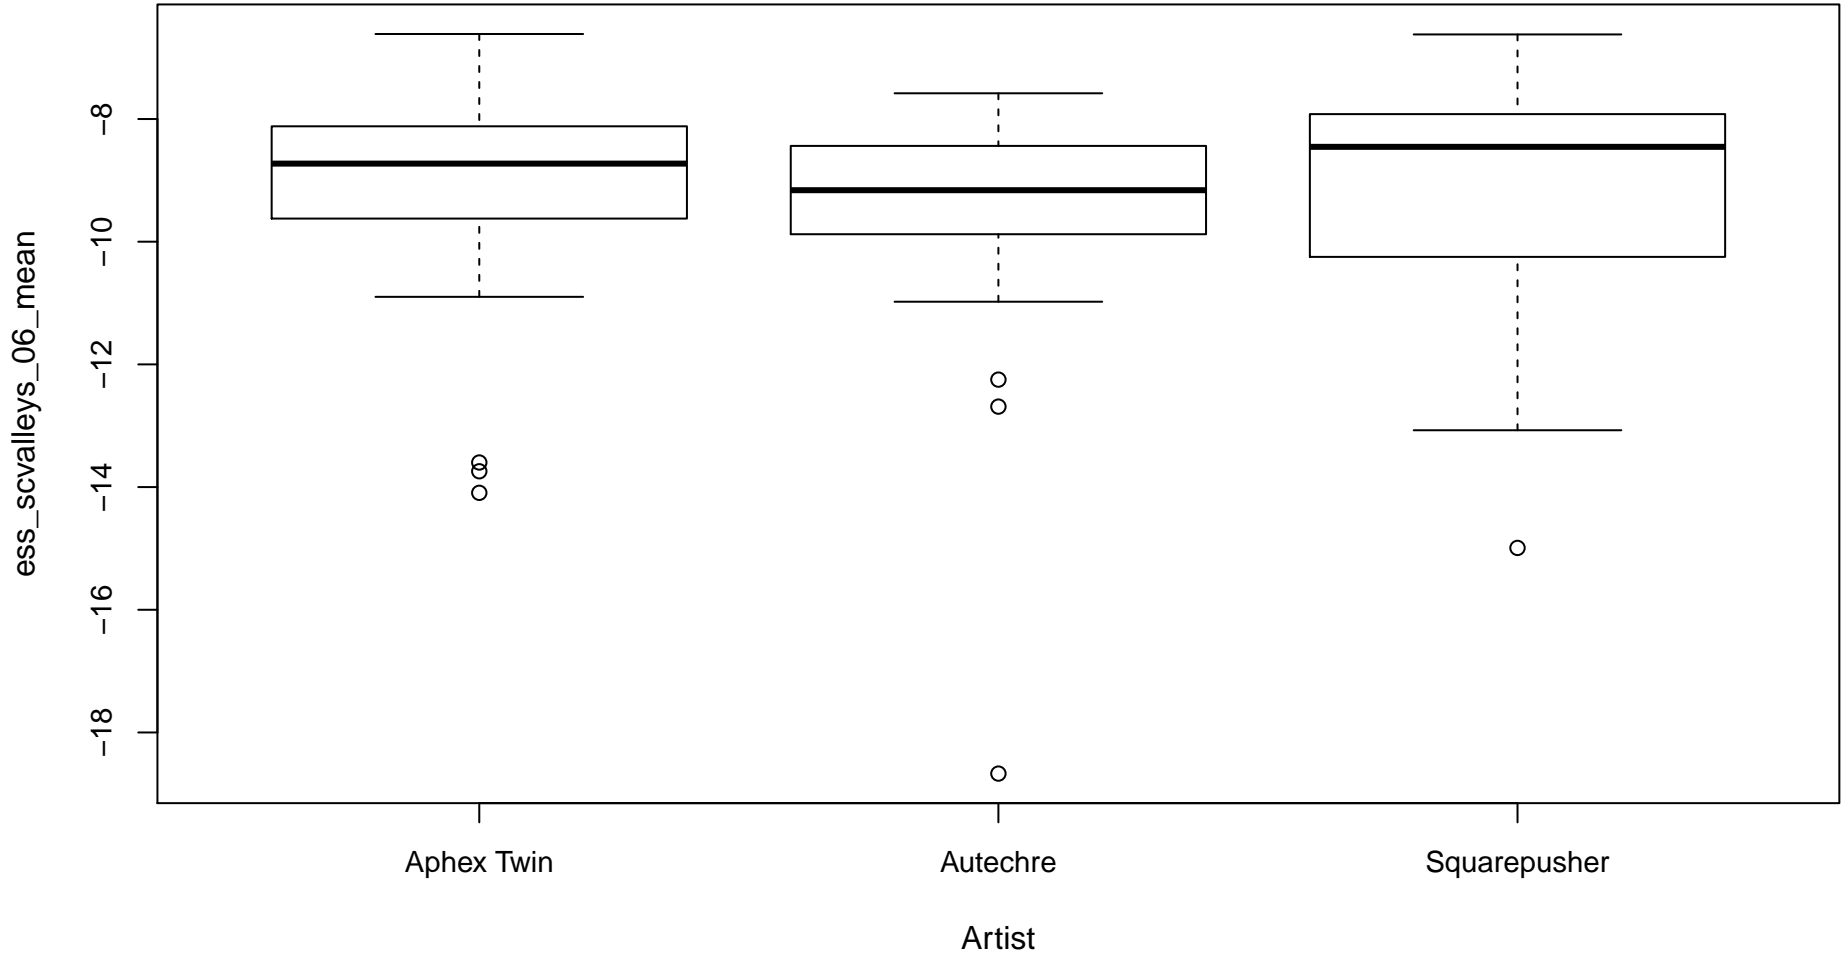 ess_scvalleys_06_mean
−8
−10
−12
−14
−16
−18
Aphex Twin
Autechre
Squarepusher
Artist